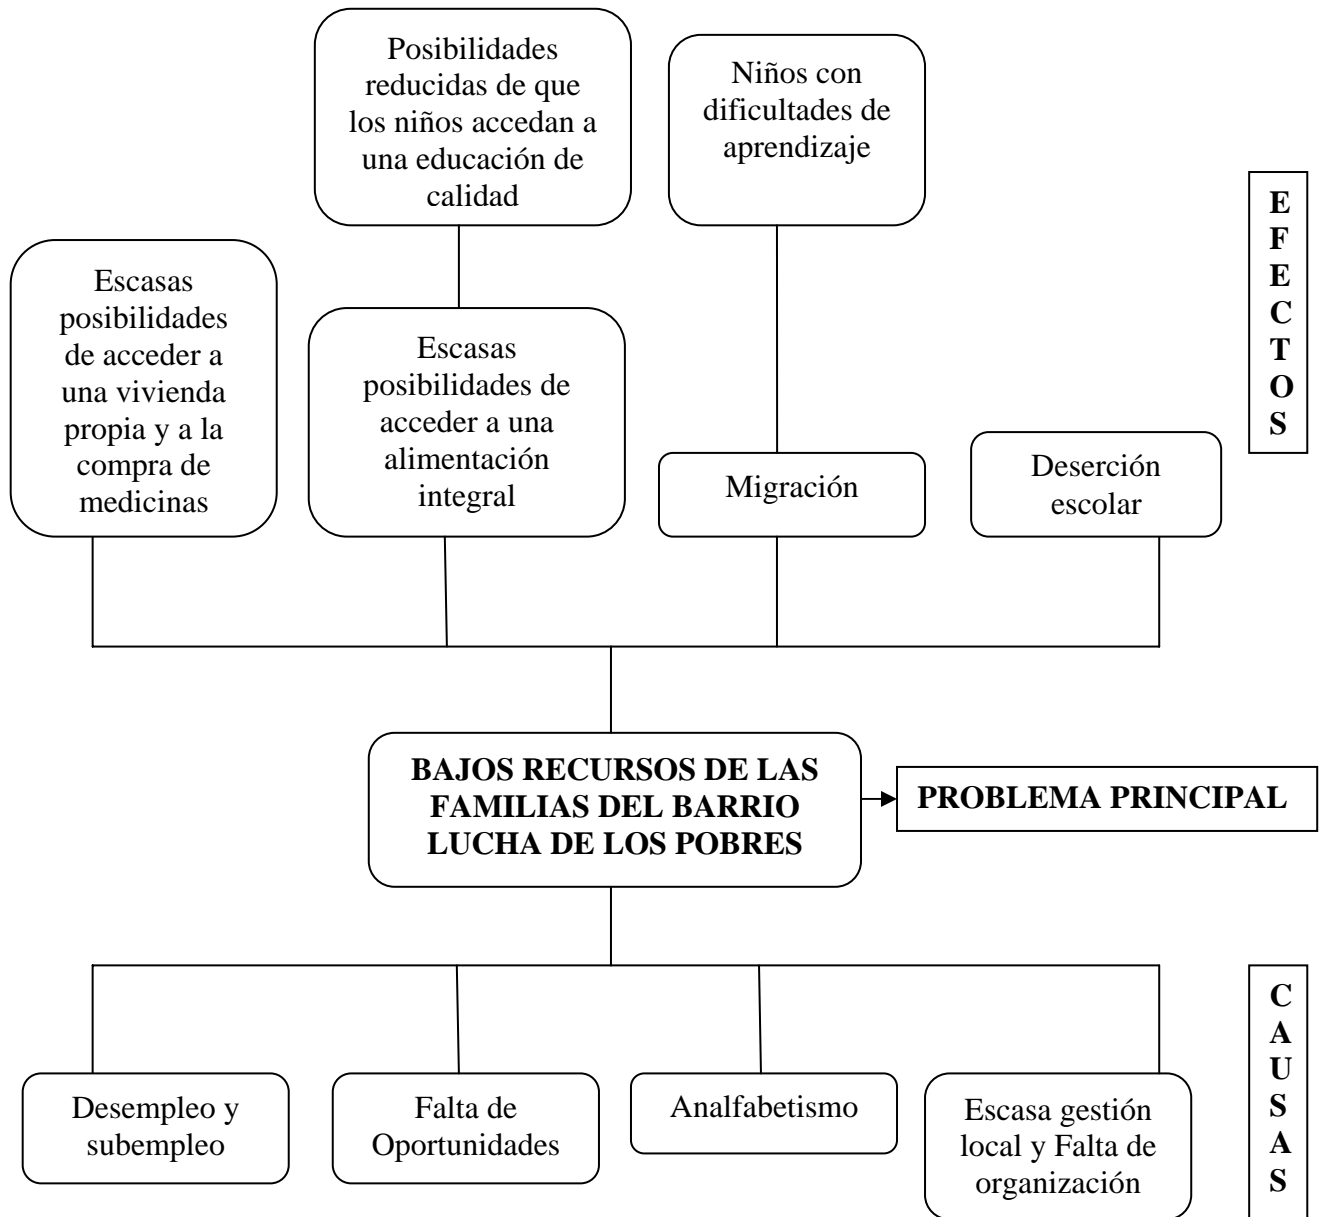 Posibilidades
reducidas de que
los niños accedan a
una educación de
calidad
Niños con
dificultades de
aprendizaje
E
F
E
C
T
O
S
Escasas
posibilidades
de acceder a
una vivienda
propia y a la
compra de
medicinas
Escasas
posibilidades de
acceder a una
alimentación
integral
Migración
Deserción
escolar
BAJOS RECURSOS DE LAS
FAMILIAS DEL BARRIO
LUCHA DE LOS POBRES
PROBLEMA PRINCIPAL
Desempleo y
subempleo
Falta de
Oportunidades
Analfabetismo
Escasa gestión
local y Falta de
organización
C
A
U
S
A
S